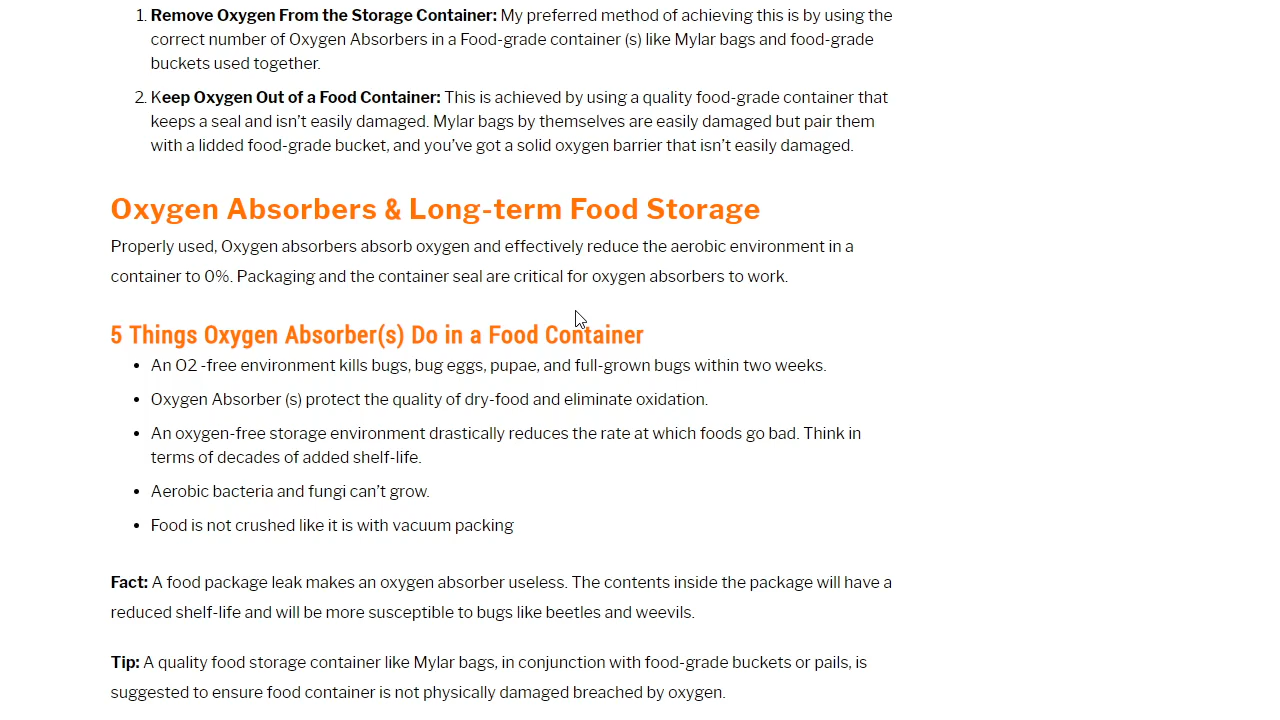 1. Remove Oxygen From the Storage Container: My preferred method of achieving this is by using the
correct number of Oxygen Absorbers in a Food-grade container (s) like Mylar bags and food-grade
buckets used together.
2. Keep Oxygen Out of a Food Container: This is achieved by using a quality food-grade container that
keeps a seal and isn’t easily damaged. Mylar bags by themselves are easily damaged but pair them
with a lidded food-grade bucket, and you’ve got a solid oxygen barrier that isn’t easily damaged.
Oxygen Absorbers & Long-term Food Storage
Properly used, Oxygen absorbers absorb oxygen and effectively reduce the aerobic environment in a
container to 0%. Packaging and the container seal are critical for oxygen absorbers to work.
5 Things Oxygen Absorber(s) Do in a Food Container
• An O2 -free environment kills bugs, bug eggs, pupae, and full-grown bugs within two weeks.
• Oxygen Absorber (s) protect the quality of dry-food and eliminate oxidation.
• An oxygen-free storage environment drastically reduces the rate at which foods go bad. Think in
terms of decades of added shelf-life.
• Aerobic bacteria and fungi can’t grow.
• Food is not crushed like it is with vacuum packing
Fact: A food package leak makes an oxygen absorber useless. The contents inside the package will have a
reduced shelf-life and will be more susceptible to bugs like beetles and weevils.
Tip: A quality food storage container like Mylar bags, in conjunction with food-grade buckets or pails, is
suggested to ensure food container is not physically damaged breached by oxygen.